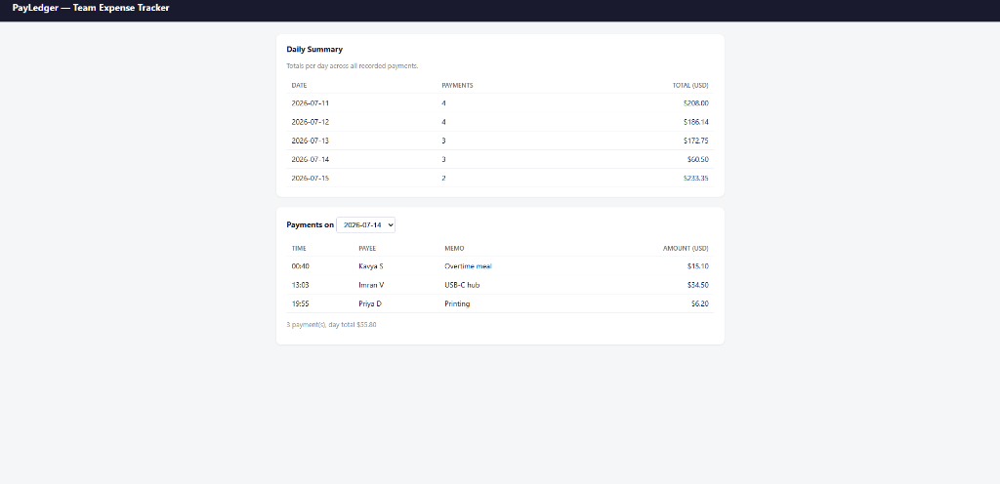 PayLedger — Team Expense Tracker
Daily Summary
Totals per day across all recorded payments.
DATE PAYMENTS TOTAL (USD)
2026-07-11 4 $208.00
2026-07-12 4 $186.14
2026-07-13 3 $172.75
2026-07-14 3 $60.50
2026-07-15 2 $233.35
Payments on 2026-07-14
TIME PAYEE MEMO AMOUNT (USD)
00:40 Kavya S Overtime meal $15.10
13:03 Imran V USB-C hub $34.50
19:55 Priya D Printing $6.20
3 payment(s), day total $55.80